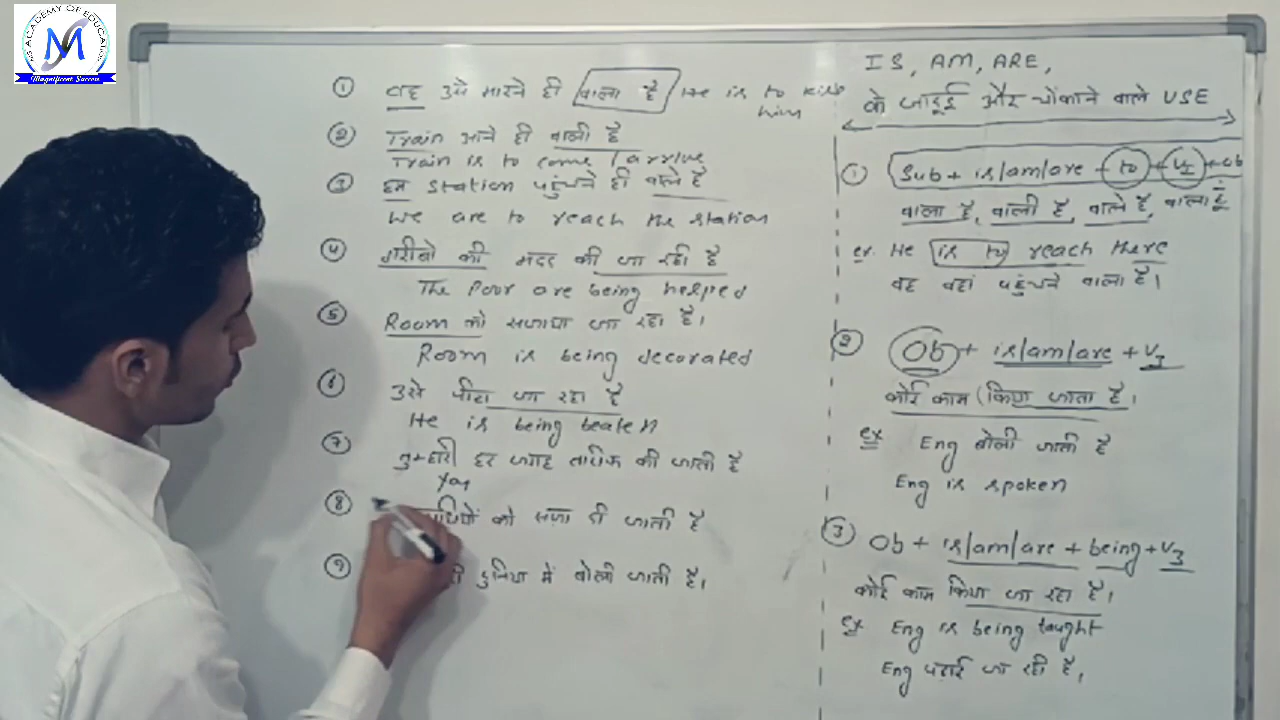 M ACADEMY OF EDUCATION
M
Magnificent Success
① वह उसे मारने ही वाला है He is to kill
him
② Train आने ही वाली है
Train is to come / arrive
③ हम station पहुंचने ही वाले है
We are to reach the station
④ गरीबो की मदद की जा रही है
The Poor are being helped
⑤ Room को सजाया जा रहा है।
Room is being decorated
⑥ उसे पीटा जा रहा है
He is being beaten
⑦ तुम्हारी हर जगह तारीफ की जाती है
You
⑧ को सजा दी जाती है
⑨ दुनिया में बोली जाती है।
IS, AM, ARE,
के जादूई और चौंकाने वाले USE
① Sub + is/am/are + to + V1 + ob
वाला है, वाली है, वाले है, वाला हूँ
ex. He is to reach there
वह वहां पहुंचने वाला है।
② Ob + is/am/are + V3
कोई काम (किया जाता है।
ex Eng बोली जाती है
Eng is spoken
③ Ob + is/am/are + being + V3
कोई काम किया जा रहा है।
ex Eng is being taught
Eng पढाई जा रही है,